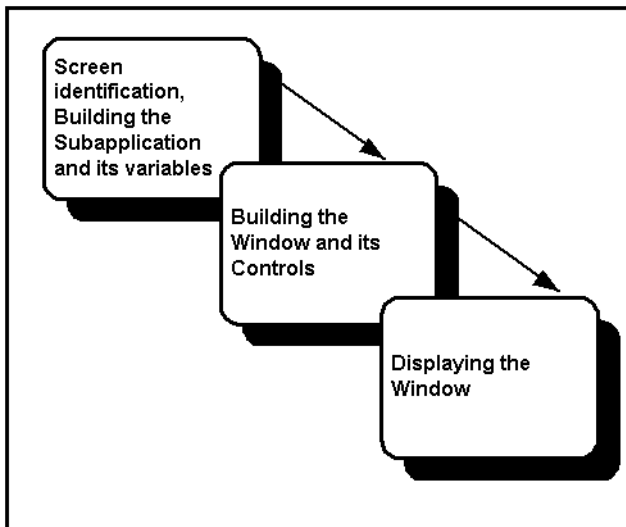 Screen
identification,
Building the
Subapplication
and its variables
Building the
Window and its
Controls
Displaying the
Window